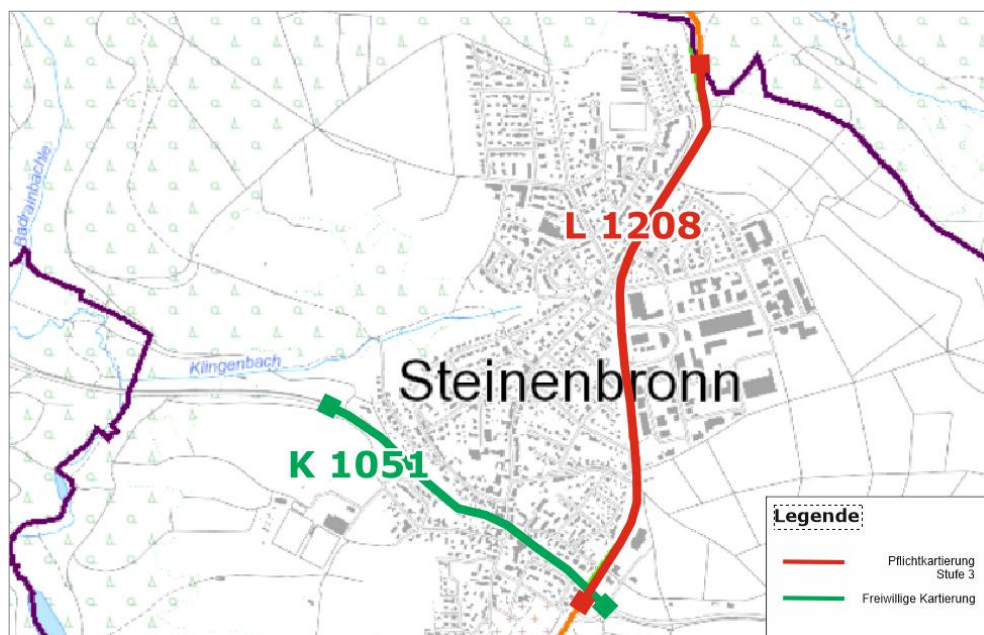 L 1208
Badrainbächle
Klingenbach
Steinenbronn
K 1051
Legende
Pflichtkartierung
Stufe 3
Freiwillige Kartierung